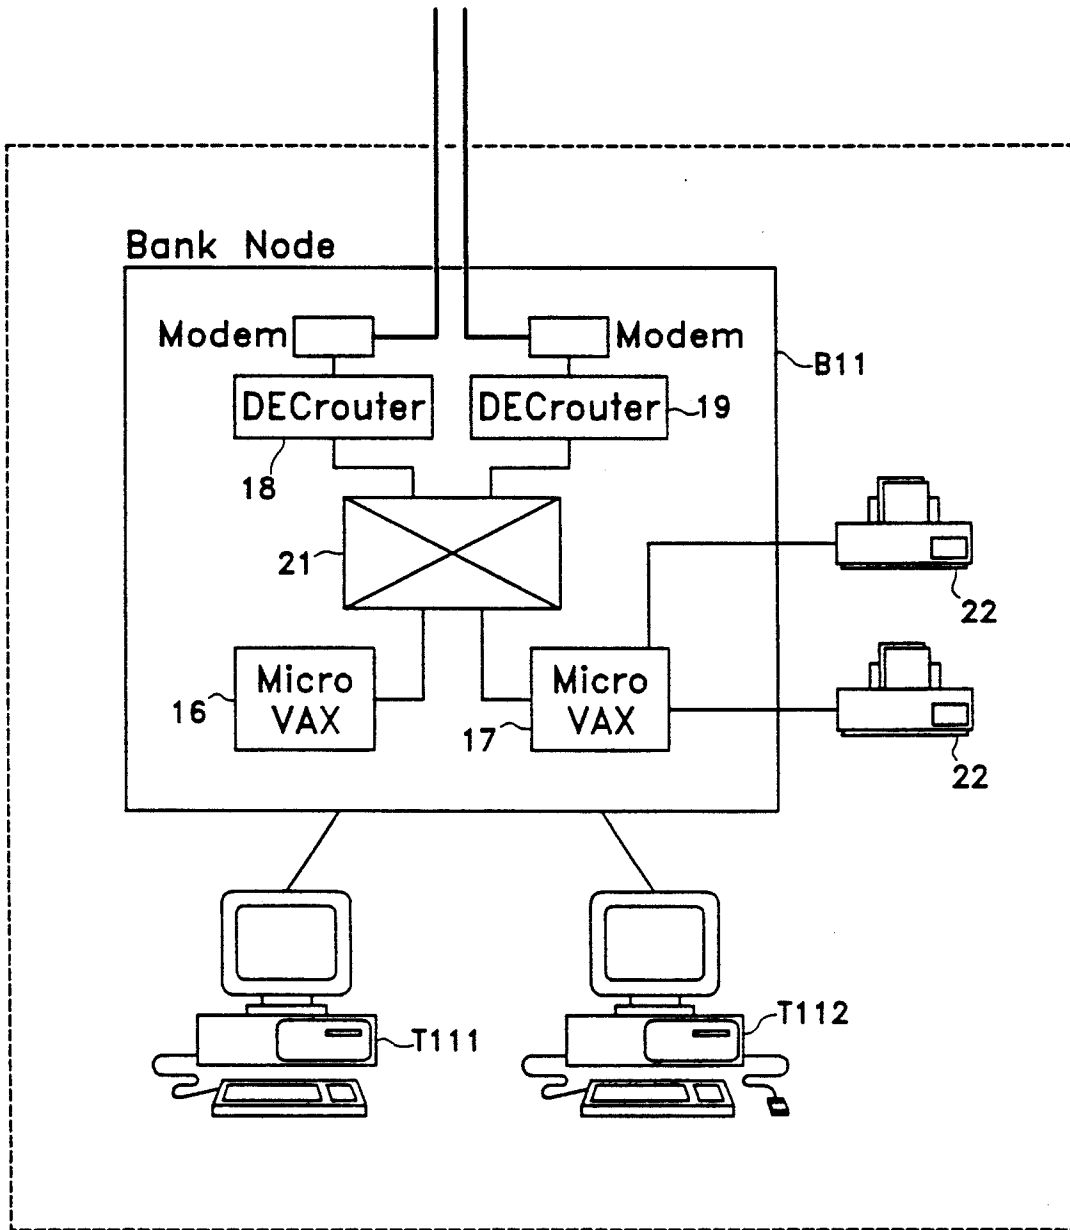 Bank Node
Modem
Modem
B11
DECrouter
DECrouter
19
18
21
22
Micro
VAX
16
Micro
VAX
17
22
T111
T112